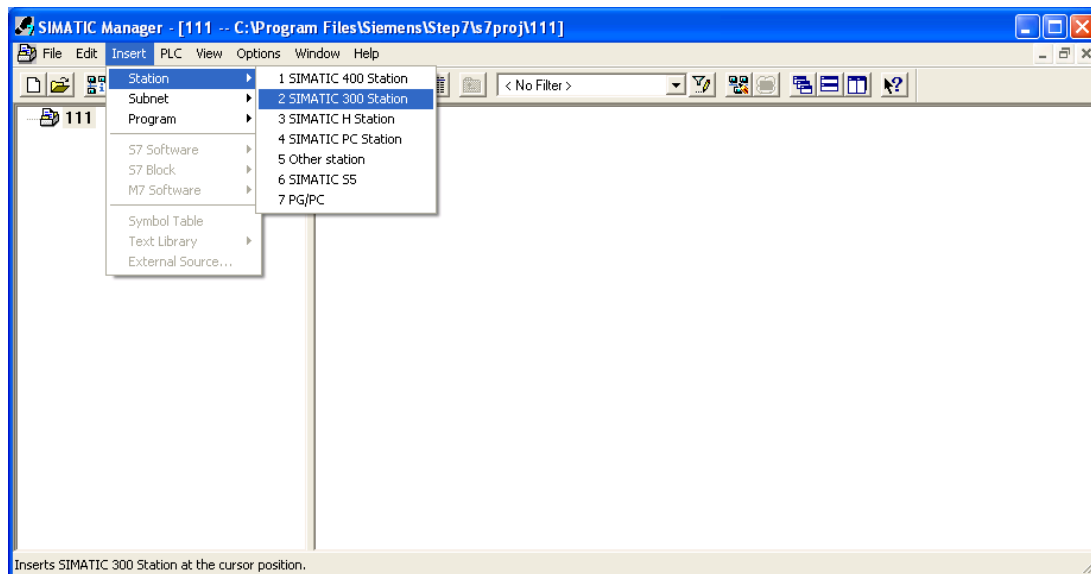 SIMATIC Manager - [111 -- C:\Program Files\Siemens\Step7\s7proj\111]
File Edit Insert PLC View Options Window Help
< No Filter >
111
Station
Subnet
Program
S7 Software
S7 Block
M7 Software
Symbol Table
Text Library
External Source...
1 SIMATIC 400 Station
2 SIMATIC 300 Station
3 SIMATIC H Station
4 SIMATIC PC Station
5 Other station
6 SIMATIC S5
7 PG/PC
Inserts SIMATIC 300 Station at the cursor position.